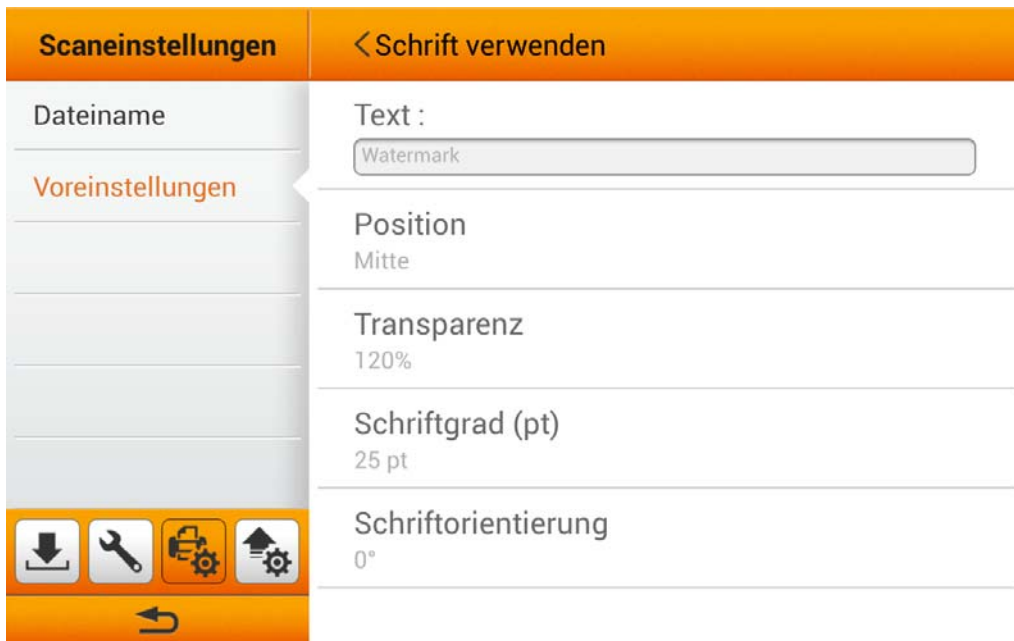 Scaneinstellungen
Dateiname
Voreinstellungen
Schrift verwenden
Text :
Watermark
Position
Mitte
Transparenz
120%
Schriftgrad (pt)
25 pt
Schriftorientierung
0°